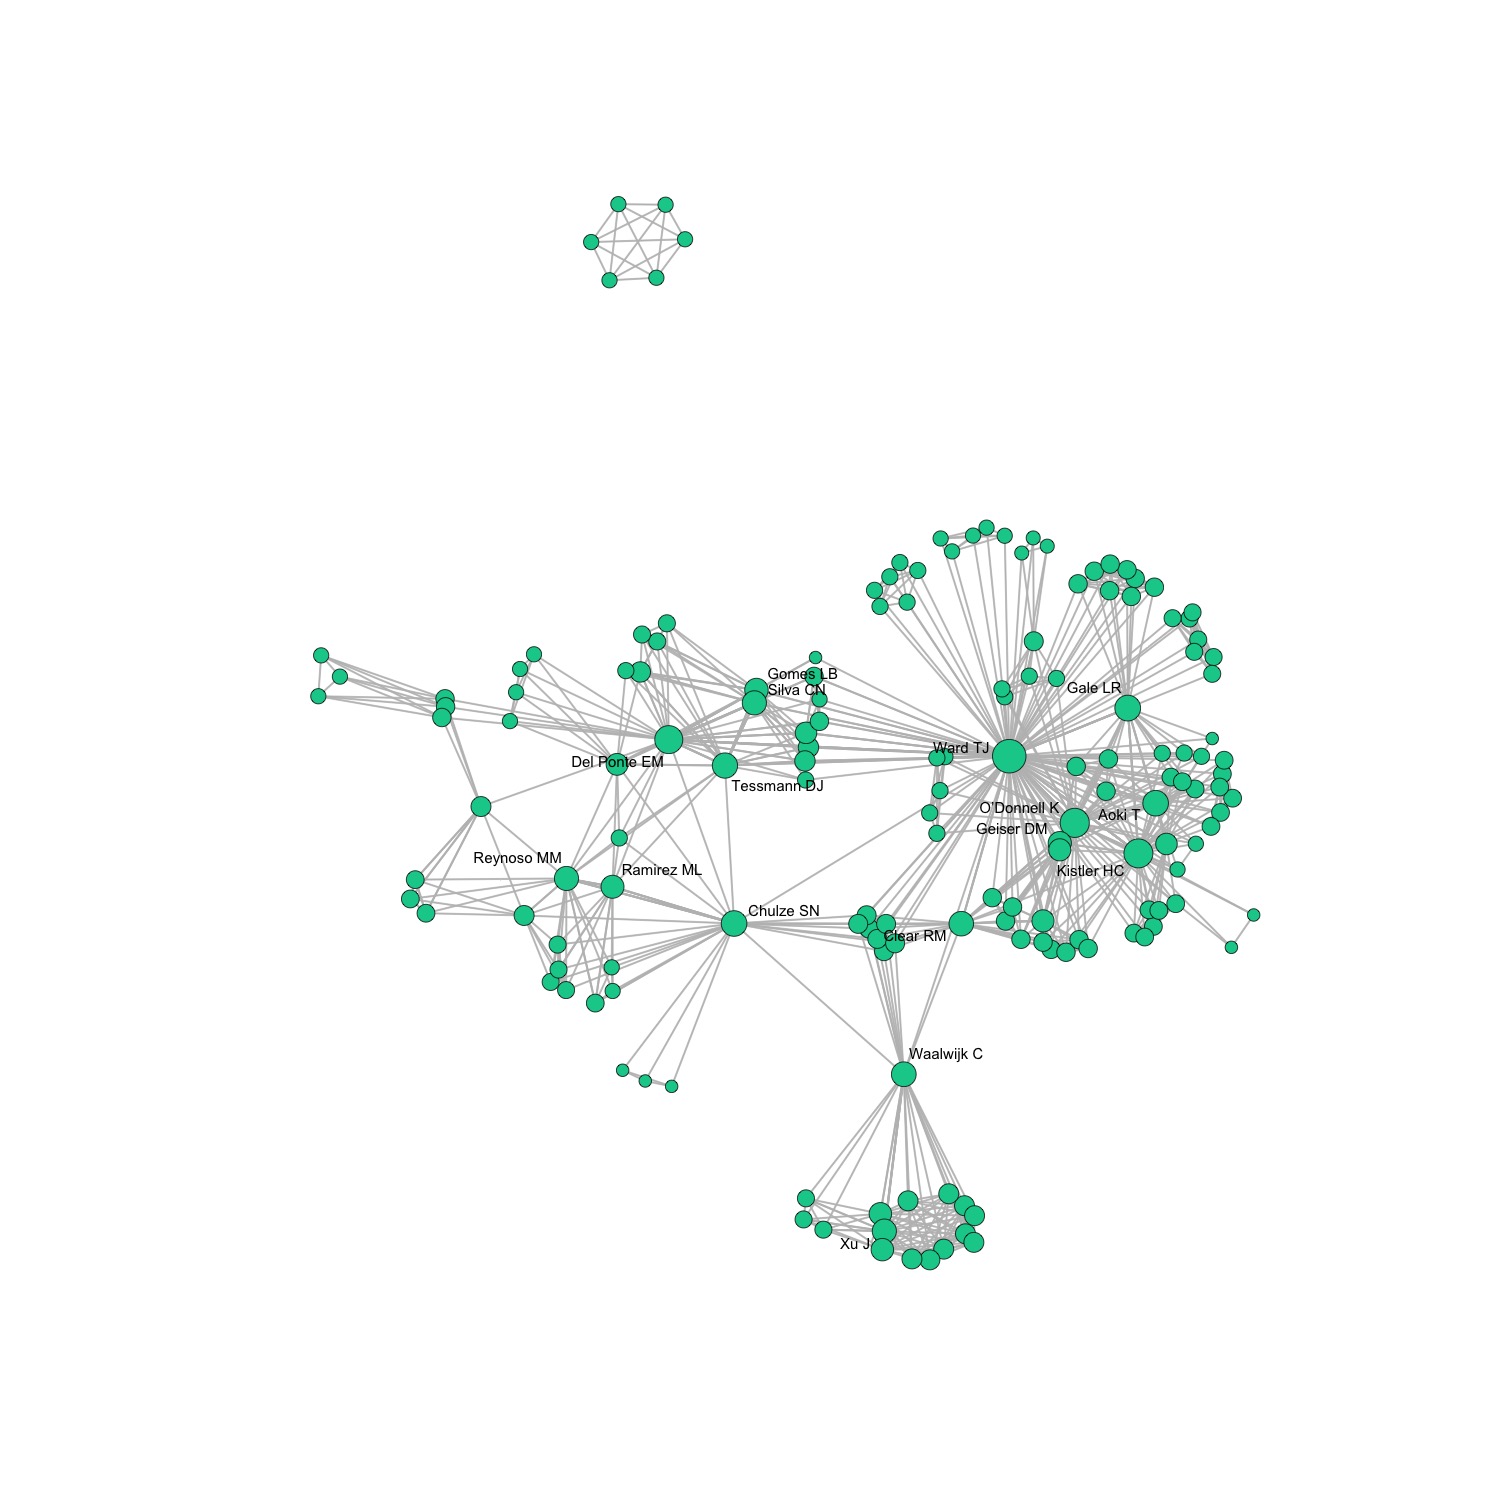 Gomes LB
Silva CN
Gale LR
Ward TJ
Del Ponte EM
Tessmann DJ
O'Donnell K
Aoki T
Geiser DM
Reynoso MM
Ramirez ML
Kistler HC
Chulze SN
Clear RM
Waalwijk C
Xu J